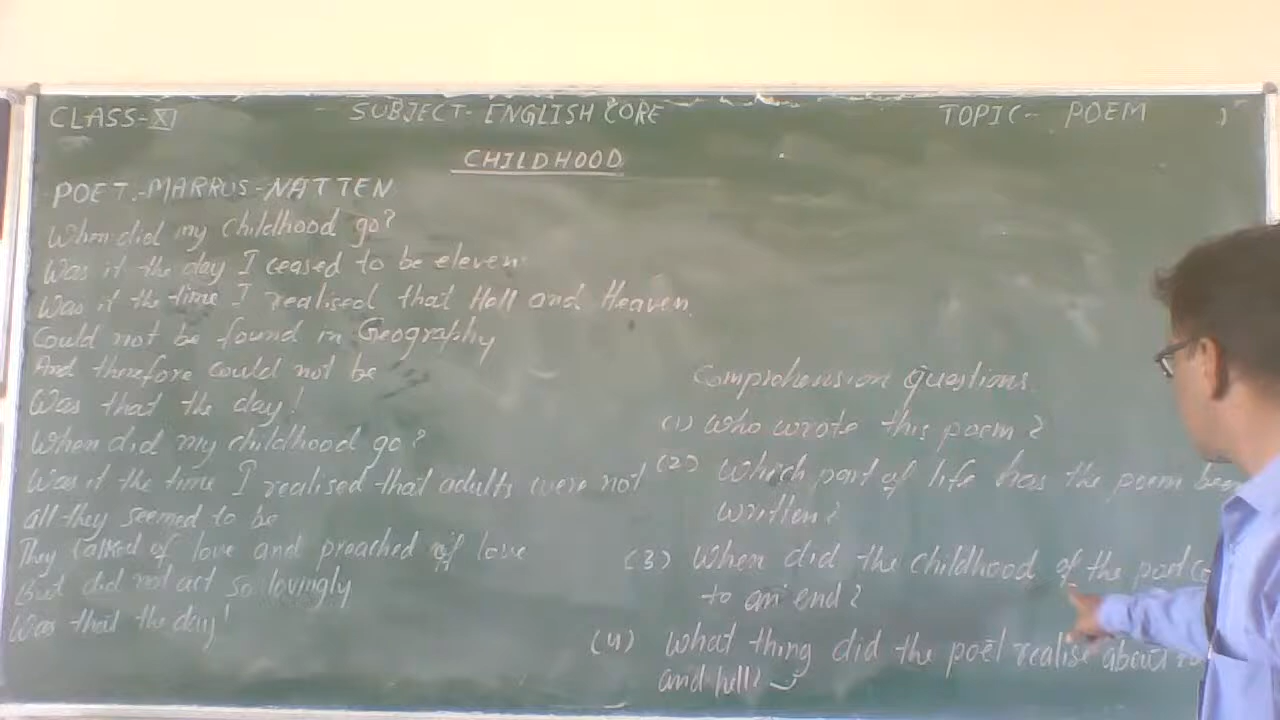 CLASS-XI SUBJECT-ENGLISH CORE TOPIC- POEM
CHILDHOOD
POET.-MARRUS-NATTEN
When did my childhood go?
Was it the day I ceased to be eleven
Was it the time I realised that Hall and Heaven.
Could not be found in Geography
And therefore could not be
Was that the day!
When did my childhood go?
Was it the time I realised that adults were not
all they seemed to be
They talked of love and preached of love
But did not act so lovingly
Was that the day!
Comprehension questions.
(1) Who wrote this poem?
(2) Which part of life has the poem
written?
(3) When did the childhood of the poet
to an end?
(4) What thing did the poet realise about
and hell?